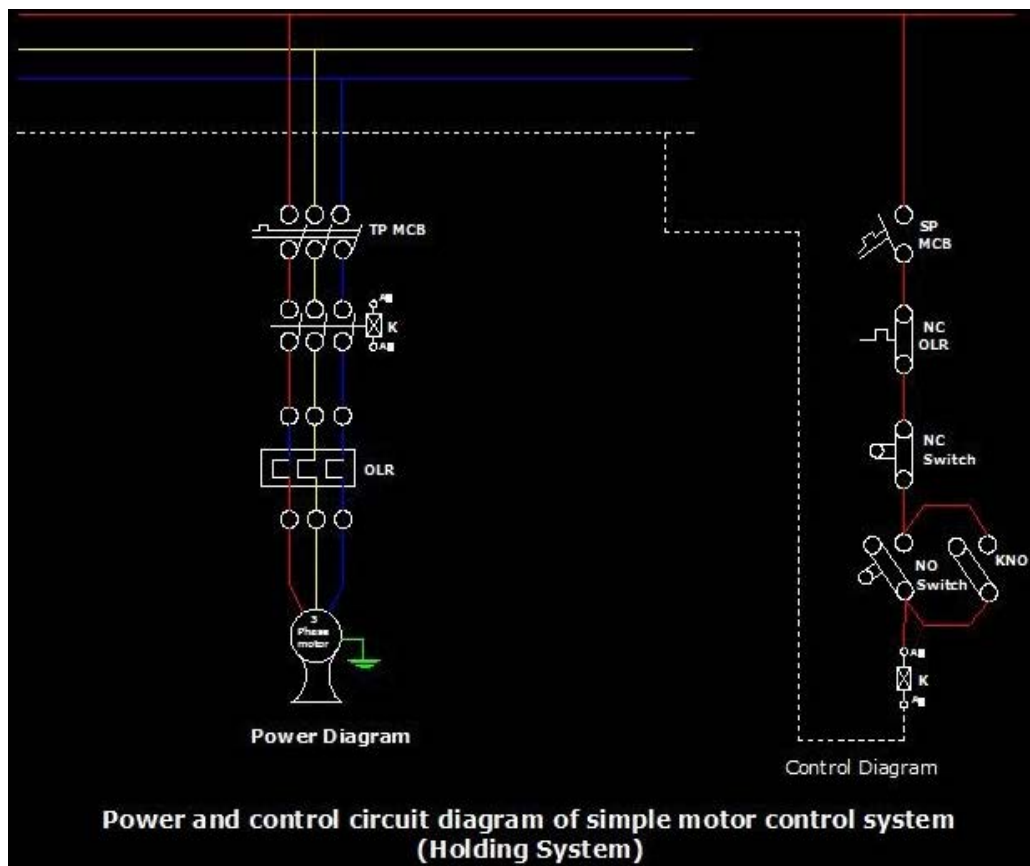 TP MCB
K
OLR
3
Phase
motor
Power Diagram
SP
MCB
NC
OLR
NC
Switch
NO
Switch
KNO
K
Control Diagram
Power and control circuit diagram of simple motor control system
(Holding System)